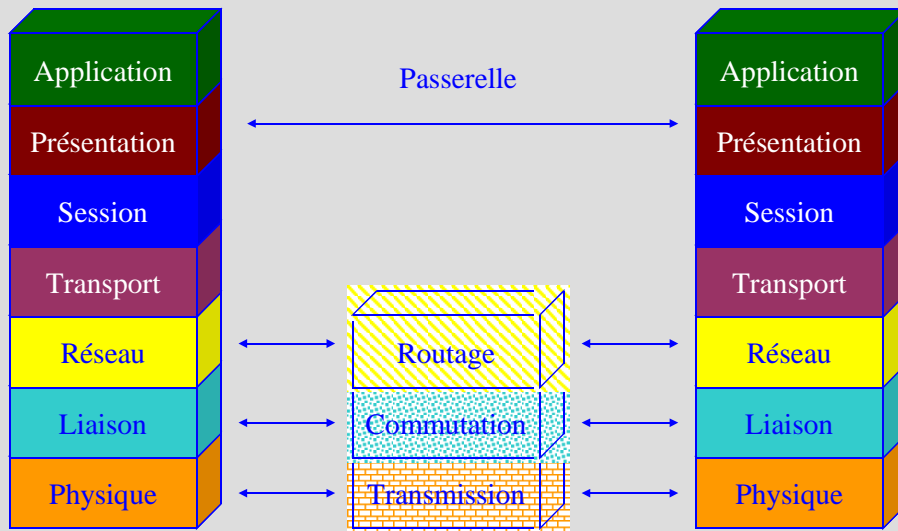 Application
Présentation
Session
Transport
Réseau
Liaison
Physique
Passerelle
Routage
Commutation
Transmission
Application
Présentation
Session
Transport
Réseau
Liaison
Physique